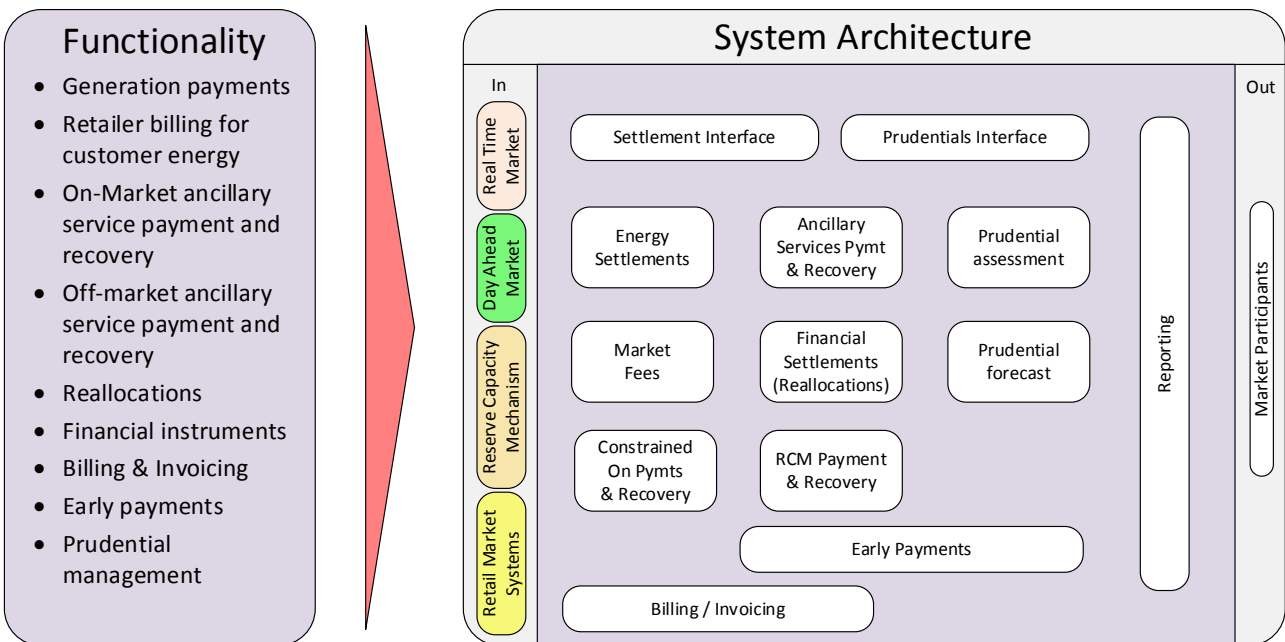 Functionality
• Generation payments
• Retailer billing for
customer energy
• On-Market ancillary
service payment and
recovery
• Off-market ancillary
service payment and
recovery
• Reallocations
• Financial instruments
• Billing & Invoicing
• Early payments
• Prudential
management
System Architecture
In
Real Time
Market
Day Ahead
Market
Reserve Capacity
Mechanism
Retail Market
Systems
Settlement Interface
Prudentials Interface
Energy
Settlements
Ancillary
Services Pymt
& Recovery
Prudential
assessment
Market
Fees
Financial
Settlements
(Reallocations)
Prudential
forecast
Constrained
On Pymts
& Recovery
RCM Payment
& Recovery
Early Payments
Billing / Invoicing
Reporting
Out
Market Participants